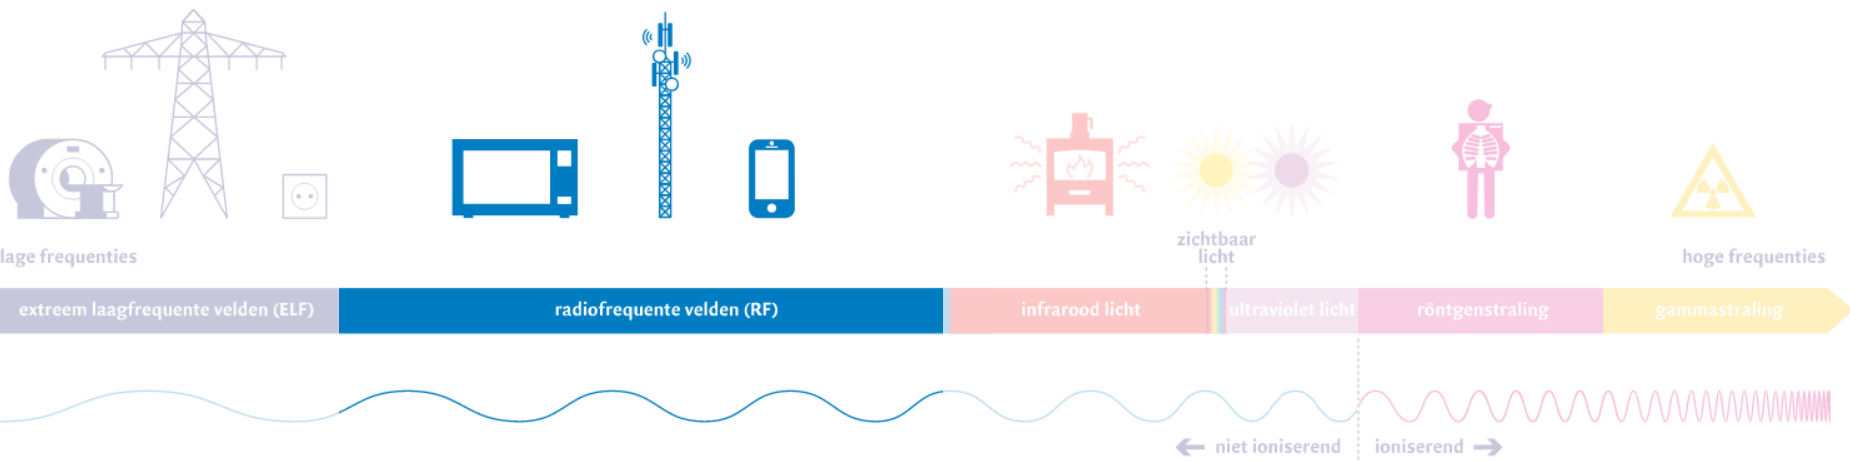 zichtbaar
licht
lage frequenties
hoge frequenties
extreem laagfrequente velden (ELF)
radiofrequente velden (RF)
infrarood licht
ultraviolet licht
röntgenstraling
gammastraling
niet ioniserend
ioniserend